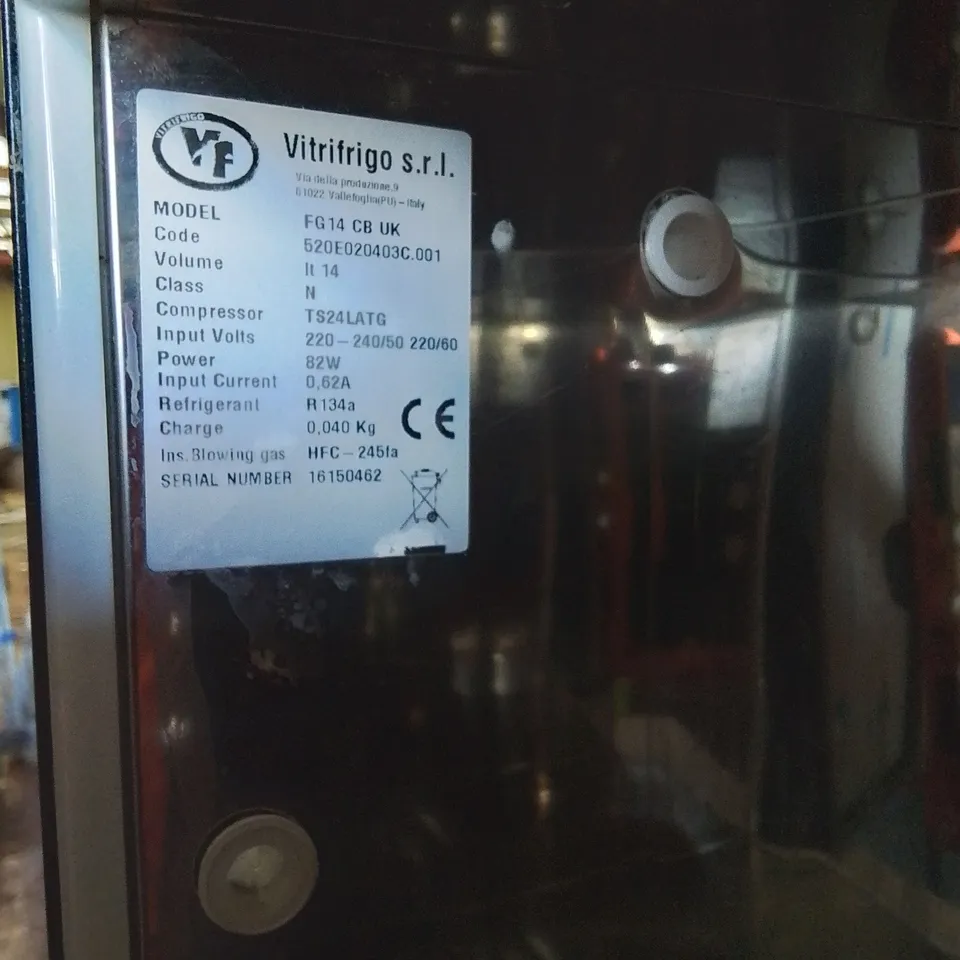 VITRIFRIGO
Vf
Vitrifrigo s.r.l.
Via della produzione,9
61022 Vallefoglia(PU) – Italy
MODEL FG14 CB UK
Code 520E020403C.001
Volume lt 14
Class N
Compressor TS24LATG
Input Volts 220–240/50 220/60
Power 82W
Input Current 0,62A
Refrigerant R134a
Charge 0,040 Kg
CE
Ins.Blowing gas HFC–245fa
SERIAL NUMBER 16150462